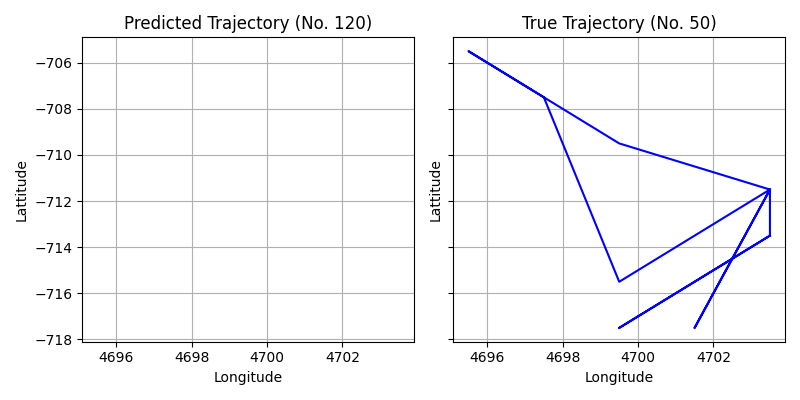 Predicted Trajectory (No. 120)
True Trajectory (No. 50)
−706
−708
−710
−712
−714
−716
−718
Lattitude
Lattitude
4696 4698 4700 4702
4696 4698 4700 4702
Longitude
Longitude